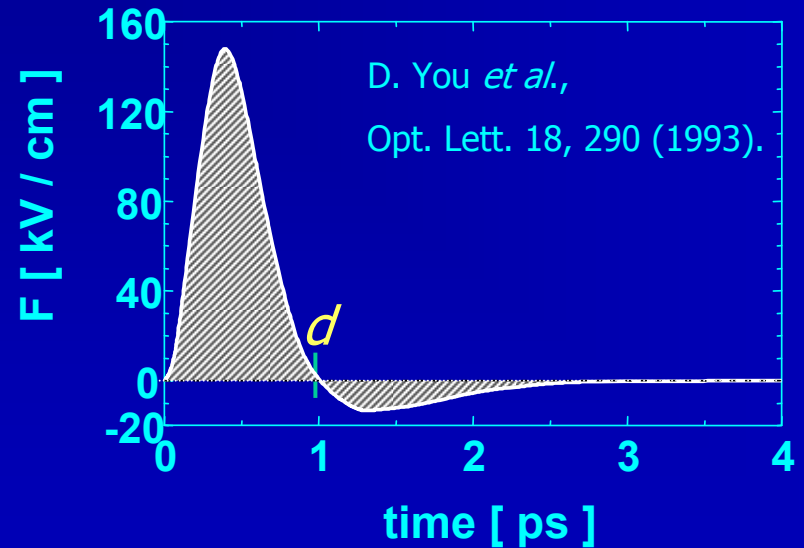 F [ kV / cm ]
160
120
80
40
0
-20
D. You et al.,
Opt. Lett. 18, 290 (1993).
d
0 1 2 3 4
time [ ps ]